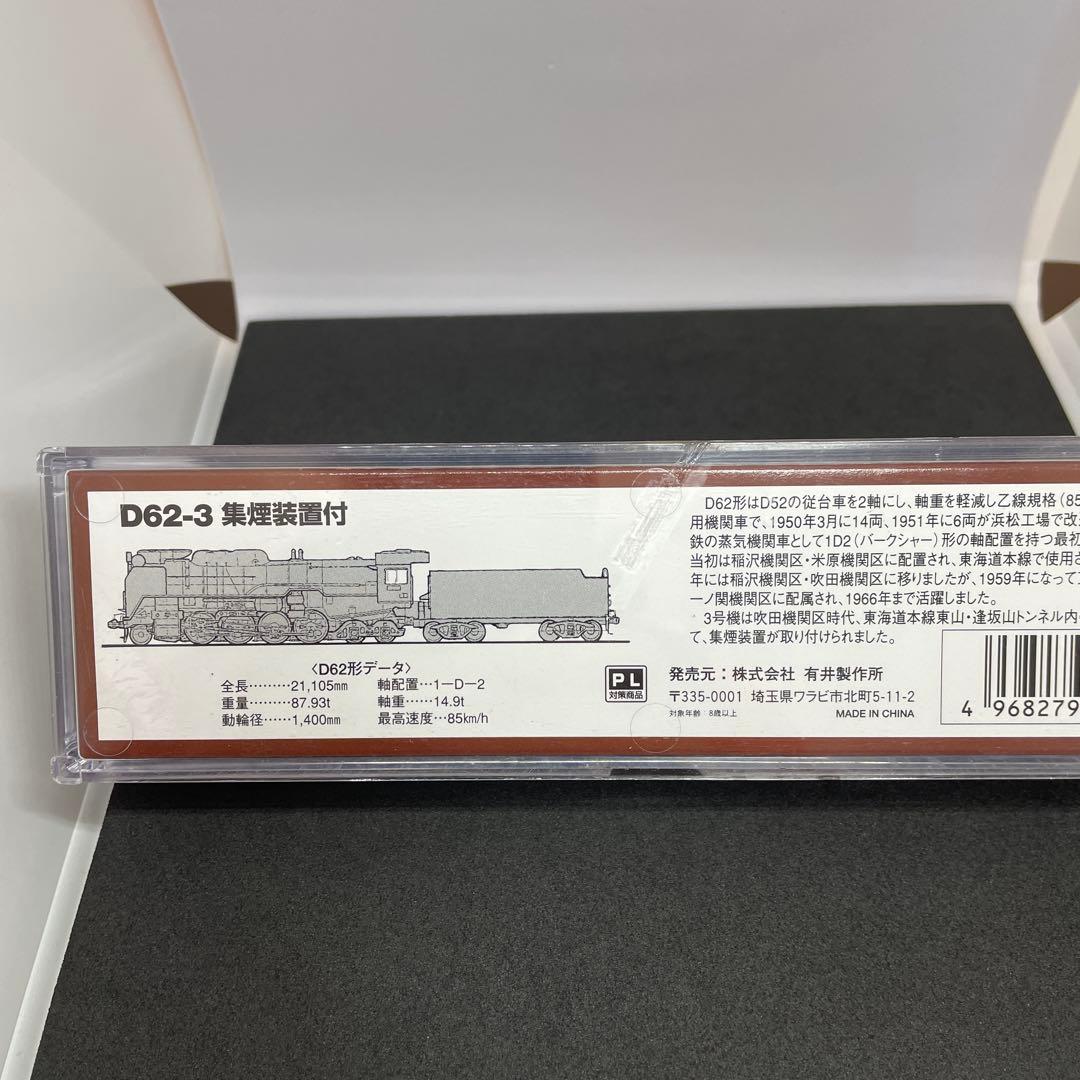 D62-3 集煙装置付
〈D62形データ〉
全長………21,105mm 軸配置…1ーDー2
重量………87.93t 軸重……14.9t
動輪径……1,400mm 最高速度…85km/h
D62形はD52の従台車を2軸にし、軸重を軽減し乙線規格(85
用機関車で、1950年3月に14両、1951年に6両が浜松工場で改
鉄の蒸気機関車として1D2(バークシャー)形の軸配置を持つ最初
当初は稲沢機関区・米原機関区に配置され、東海道本線で使用さ
年には稲沢機関区・吹田機関区に移りましたが、1959年になって
ーノ関機関区に配属され、1966年まで活躍しました。
3号機は吹田機関区時代、東海道本線東山・逢坂山トンネル内
て、集煙装置が取り付けられました。
PL
対策商品
発売元:株式会社 有井製作所
〒335-0001 埼玉県ワラビ市北町5-11-2
対象年齢:8歳以上 MADE IN CHINA
4 968279